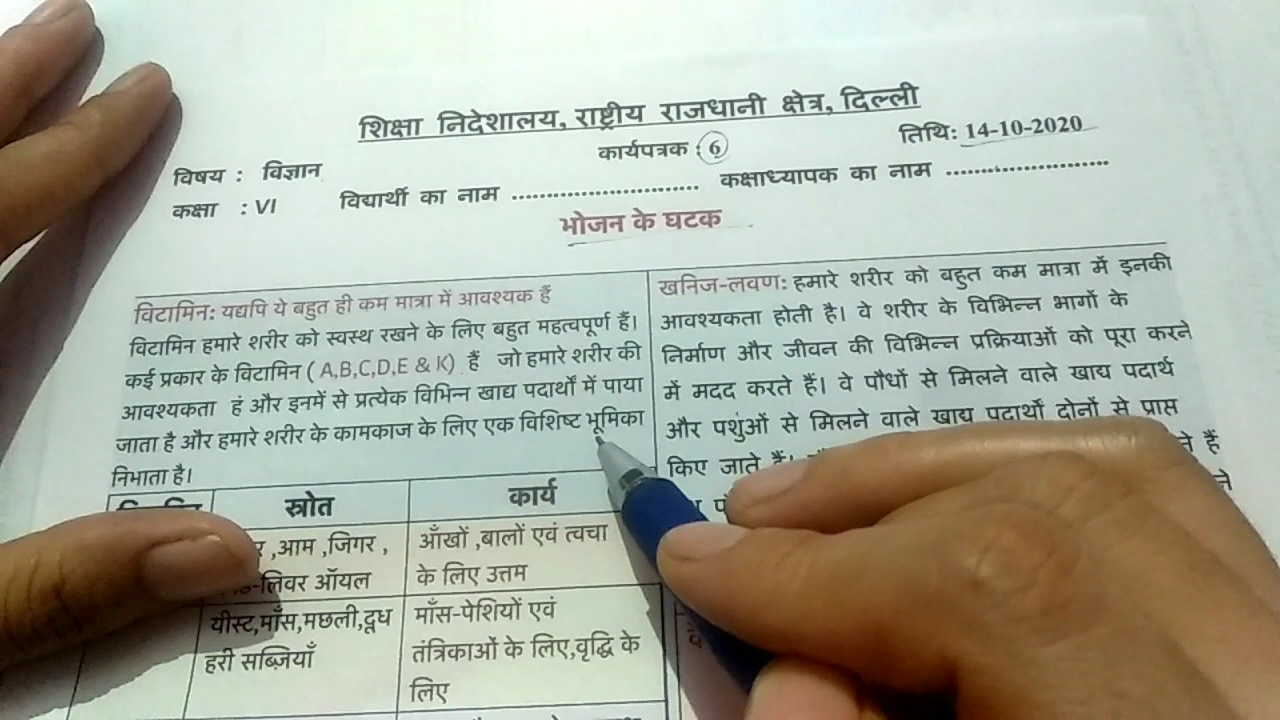 शिक्षा निदेशालय, राष्ट्रीय राजधानी क्षेत्र, दिल्ली
कार्यपत्रक : 6
तिथि: 14-10-2020
विषय : विज्ञान
कक्षा : VI
विद्यार्थी का नाम ..............................
कक्षाध्यापक का नाम ..........................
भोजन के घटक
विटामिन: यद्यपि ये बहुत ही कम मात्रा में आवश्यक हैं
विटामिन हमारे शरीर को स्वस्थ रखने के लिए बहुत महत्वपूर्ण हैं।
कई प्रकार के विटामिन ( A,B,C,D,E & K) हैं जो हमारे शरीर की
आवश्यकता हं और इनमें से प्रत्येक विभिन्न खाद्य पदार्थों में पाया
जाता है और हमारे शरीर के कामकाज के लिए एक विशिष्ट भूमिका
निभाता है।
खनिज-लवण: हमारे शरीर को बहुत कम मात्रा में इनकी
आवश्यकता होती है। वे शरीर के विभिन्न भागों के
निर्माण और जीवन की विभिन्न प्रक्रियाओं को पूरा करने
में मदद करते हैं। वे पौधों से मिलने वाले खाद्य पदार्थ
और पशुंओं से मिलने वाले खाद्य पदार्थों दोनों से प्राप्त
किए जाते हैं।
हैं
स्रोत कार्य
,आम ,जिगर , आँखों ,बालों एवं त्वचा
-लिवर ऑयल के लिए उत्तम
यीस्ट,माँस,मछली,दूध माँस-पेशियों एवं
हरी सब्ज़ियाँ तंत्रिकाओं के लिए,वृद्धि के
लिए